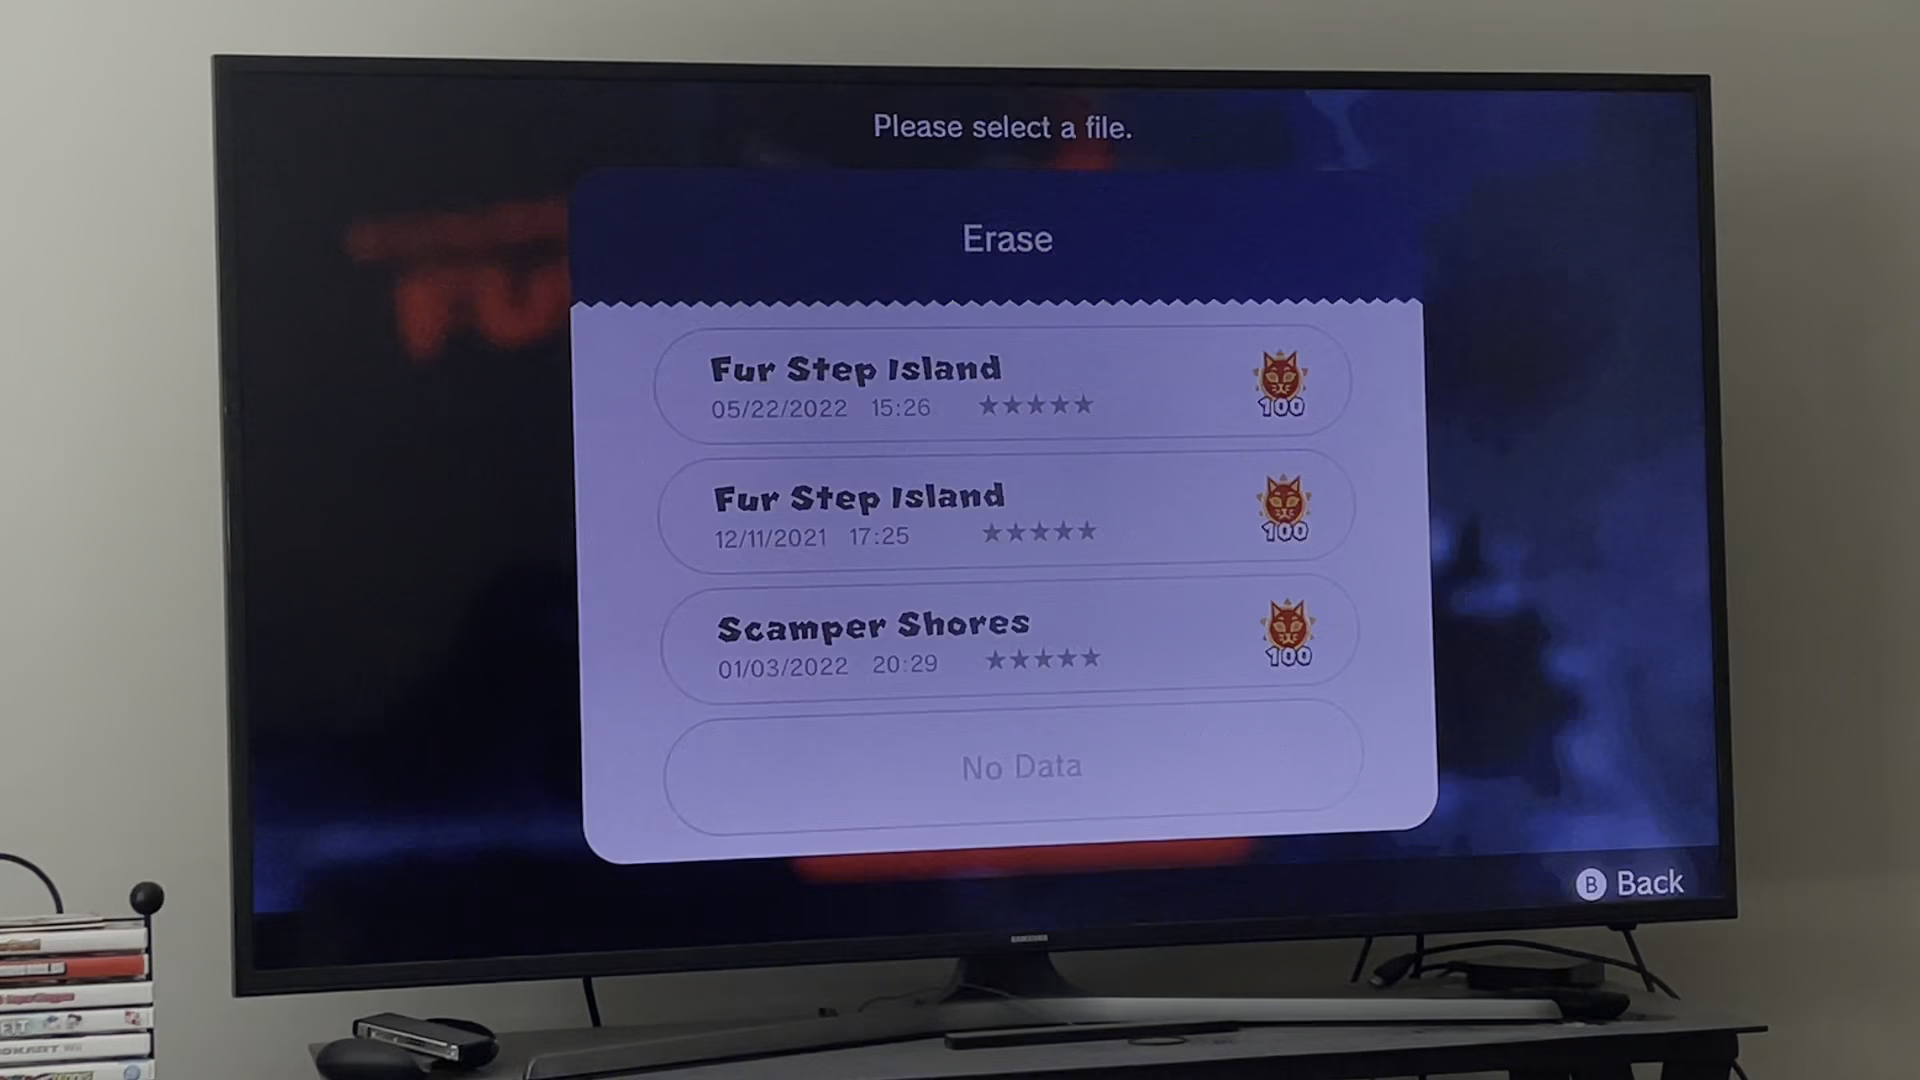 Please select a file.
Erase
Fur Step Island
05/22/2022 15:26 ★★★★★
100
Fur Step Island
12/11/2021 17:25 ★★★★★
100
Scamper Shores
01/03/2022 20:29 ★★★★★
100
No Data
B Back